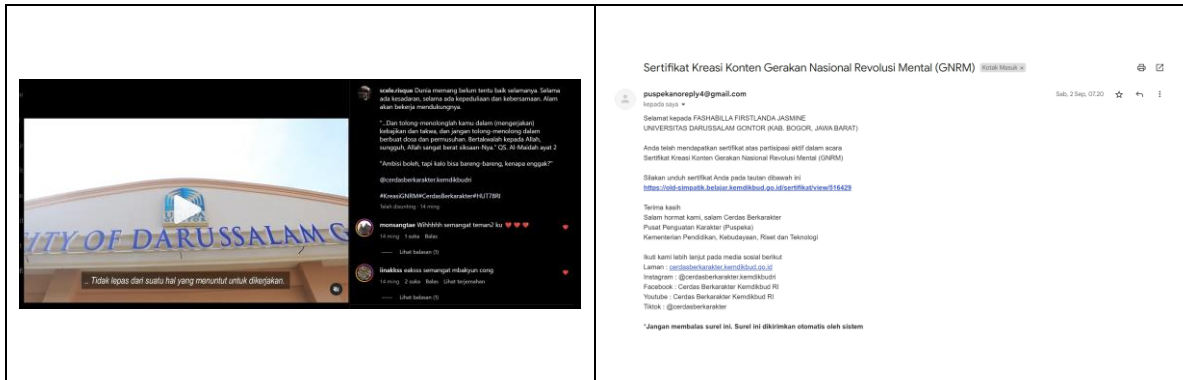 ITY OF DARUSSALAM G
... Tidak lepas dari suatu hal yang menuntut untuk dikerjakan.
scele.risque Dunia memang belum tentu baik selamanya. Selama
ada kesadaran, selama ada kepedulian dan kebersamaan. Alam
akan bekerja mendukungnya.
"...Dan tolong-menolonglah kamu dalam (mengerjakan)
kebajikan dan takwa, dan jangan tolong-menolong dalam
berbuat dosa dan permusuhan. Bertakwalah kepada Allah,
sungguh, Allah sangat berat siksaan-Nya." QS. Al-Maidah ayat 2
"Ambisi boleh, tapi kalo bisa bareng-bareng, kenapa enggak?"
@cerdasberkarakter.kemdikbudri
#KreasiGNRM#CerdasBerkarakter#HUT78RI
Telah disunting · 14 ming
monsangtae Wihhhhh semangat teman2 ku ❤❤❤
14 ming 1 suka Balas
Lihat balasan (1)
iinukkss eakss semangat mbakyun cong
14 ming 2 suka Balas Lihat terjemahan
Lihat balasan (1)
Sertifikat Kreasi Konten Gerakan Nasional Revolusi Mental (GNRM) Kotak Masuk x
puspekanoreply4@gmail.com Sab, 2 Sep, 07.20
kepada saya
Selamat kepada FASHABILLA FIRSTLANDA JASMINE
UNIVERSITAS DARUSSALAM GONTOR (KAB. BOGOR, JAWA BARAT)
Anda telah mendapatkan sertifikat atas partisipasi aktif dalam acara
Sertifikat Kreasi Konten Gerakan Nasional Revolusi Mental (GNRM)
Silakan unduh sertifikat Anda pada tautan dibawah ini
https://old-simpatik.belajar.kemdikbud.go.id/sertifikat/view/516429
Terima kasih
Salam hormat kami, salam Cerdas Berkarakter
Pusat Penguatan Karakter (Puspeka)
Kementerian Pendidikan, Kebudayaan, Riset dan Teknologi
Ikuti kami lebih lanjut pada media sosial berikut
Laman : cerdasberkarakter.kemdikbud.go.id
Instagram : @cerdasberkarakter.kemdikbudri
Facebook : Cerdas Berkarakter Kemdikbud RI
Youtube : Cerdas Berkarakter Kemdikbud RI
Tiktok : @cerdasberkarakter
*Jangan membalas surel ini. Surel ini dikirimkan otomatis oleh sistem